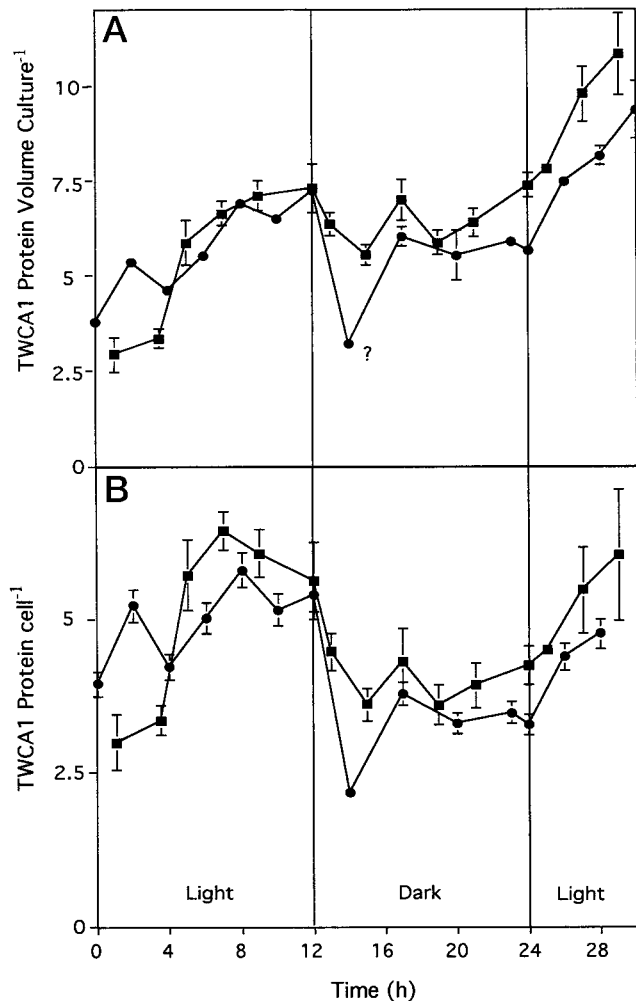 A
TWCA1 Protein Volume Culture⁻¹
10
7.5
5
2.5
0
?
B
TWCA1 Protein cell⁻¹
5
2.5
0
Light
Dark
Light
0
4
8
12
16
20
24
28
Time (h)